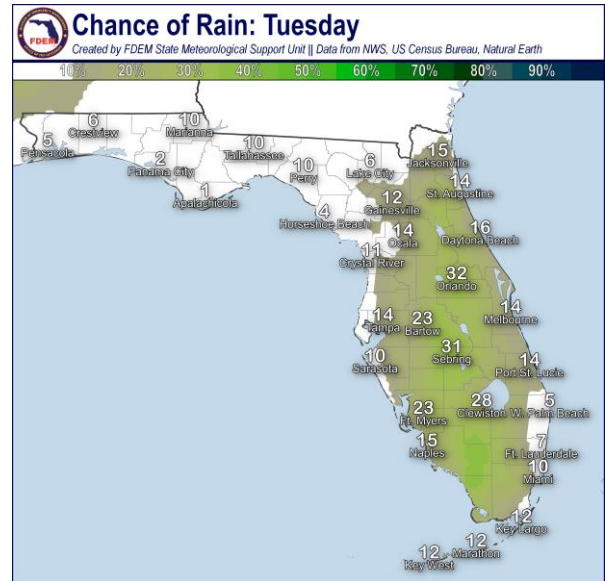 FDEM
Chance of Rain: Tuesday
Created by FDEM State Meteorological Support Unit || Data from NWS, US Census Bureau, Natural Earth
10% 20% 30% 40% 50% 60% 70% 80% 90%
6
Crestview
10
Marianna
5
Pensacola
2
Panama City
10
Tallahassee
1
Apalachicola
10
Perry
6
Lake City
15
Jacksonville
14
St. Augustine
12
Gainesville
4
Horseshoe Beach
14
Ocala
16
Daytona Beach
11
Crystal River
32
Orlando
14
Melbourne
14
Tampa
23
Bartow
31
Sebring
10
Sarasota
14
Port St. Lucie
23
Ft. Myers
28
Clewiston
5
W. Palm Beach
15
Naples
7
Ft. Lauderdale
10
Miami
12
Key Largo
12
Marathon
12
Key West